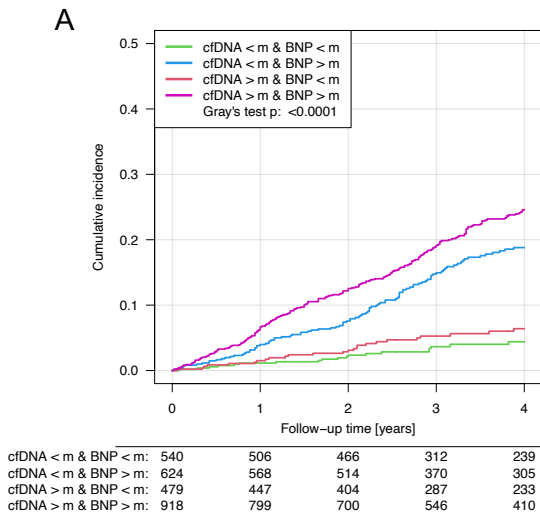 A
0.5
0.4
0.3
0.2
0.1
0.0
Cumulative incidence
cfDNA < m & BNP < m
cfDNA < m & BNP > m
cfDNA > m & BNP < m
cfDNA > m & BNP > m
Gray's test p: <0.0001
0 1 2 3 4
Follow−up time [years]
cfDNA < m & BNP < m: 540 506 466 312 239
cfDNA < m & BNP > m: 624 568 514 370 305
cfDNA > m & BNP < m: 479 447 404 287 233
cfDNA > m & BNP > m: 918 799 700 546 410